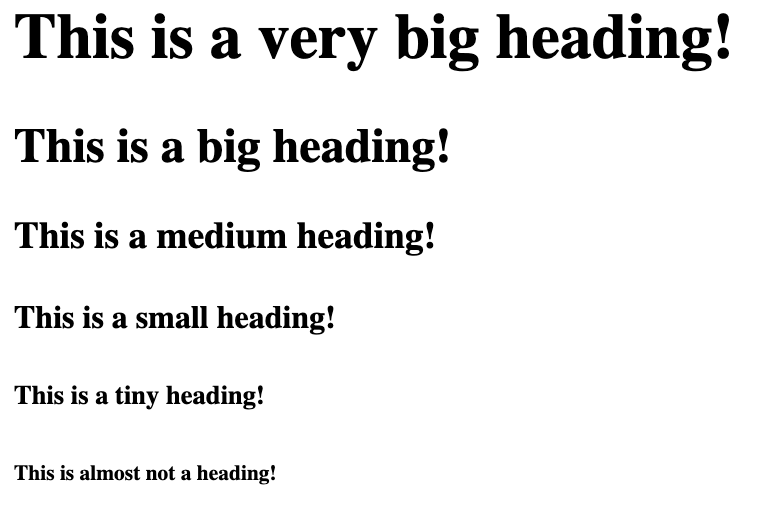 This is a very big heading!
This is a big heading!
This is a medium heading!
This is a small heading!
This is a tiny heading!
This is almost not a heading!